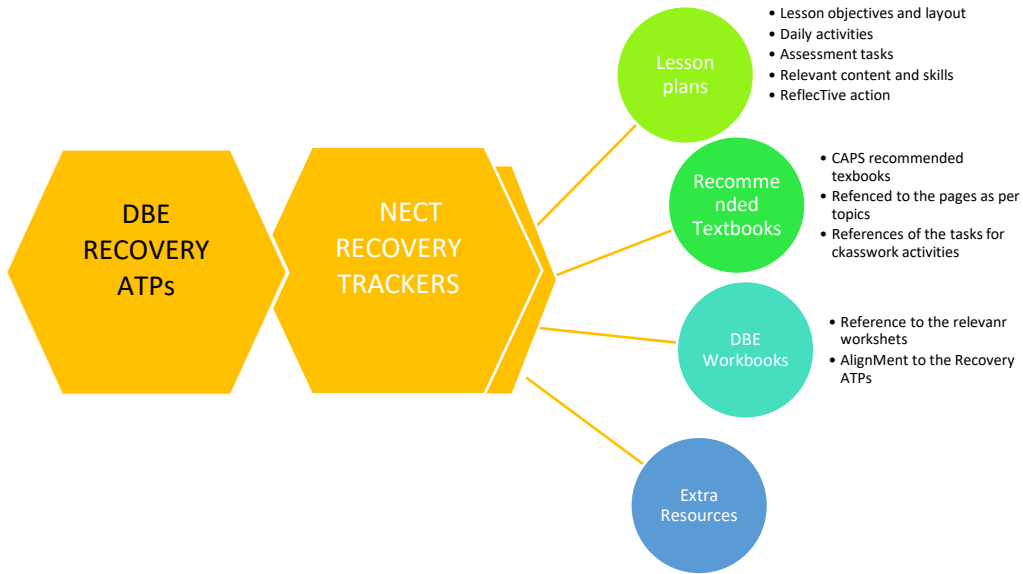 DBE
RECOVERY
ATPs
NECT
RECOVERY
TRACKERS
Lesson
plans
• Lesson objectives and layout
• Daily activities
• Assessment tasks
• Relevant content and skills
• ReflecTive action
Recomme
nded
Textbooks
• CAPS recommended
texbooks
• Refenced to the pages as per
topics
• References of the tasks for
ckasswork activities
DBE
Workbooks
• Reference to the relevanr
workshets
• AlignMent to the Recovery
ATPs
Extra
Resources